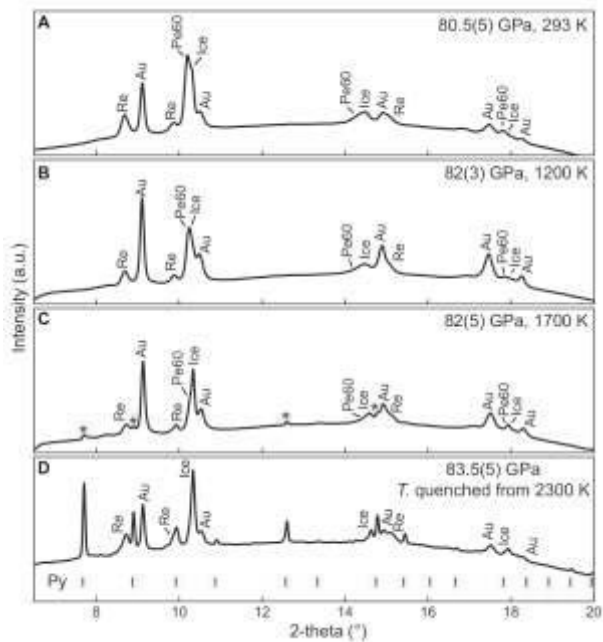 A
80.5(5) GPa, 293 K
Re
Au
Re
Pe60
Ice
Au
Pe60
Ice
Au
Re
Au
Pe60
Ice
Au
B
82(3) GPa, 1200 K
Re
Au
Re
Pe60
Ice
Au
Pe60
Ice
Au
Re
Au
Pe60
Ice
Au
C
82(5) GPa, 1700 K
*
Re
*
Au
Re
Pe60
Ice
Au
*
Pe60
Ice
*
Au
Re
Au
Pe60
Ice
Au
D
83.5(5) GPa
T. quenched from 2300 K
Re
Au
Re
Ice
Au
Ice
Au
Re
Au
Ice
Au
Py
8 10 12 14 16 18 20
2-theta (°)
Intensity (a.u.)